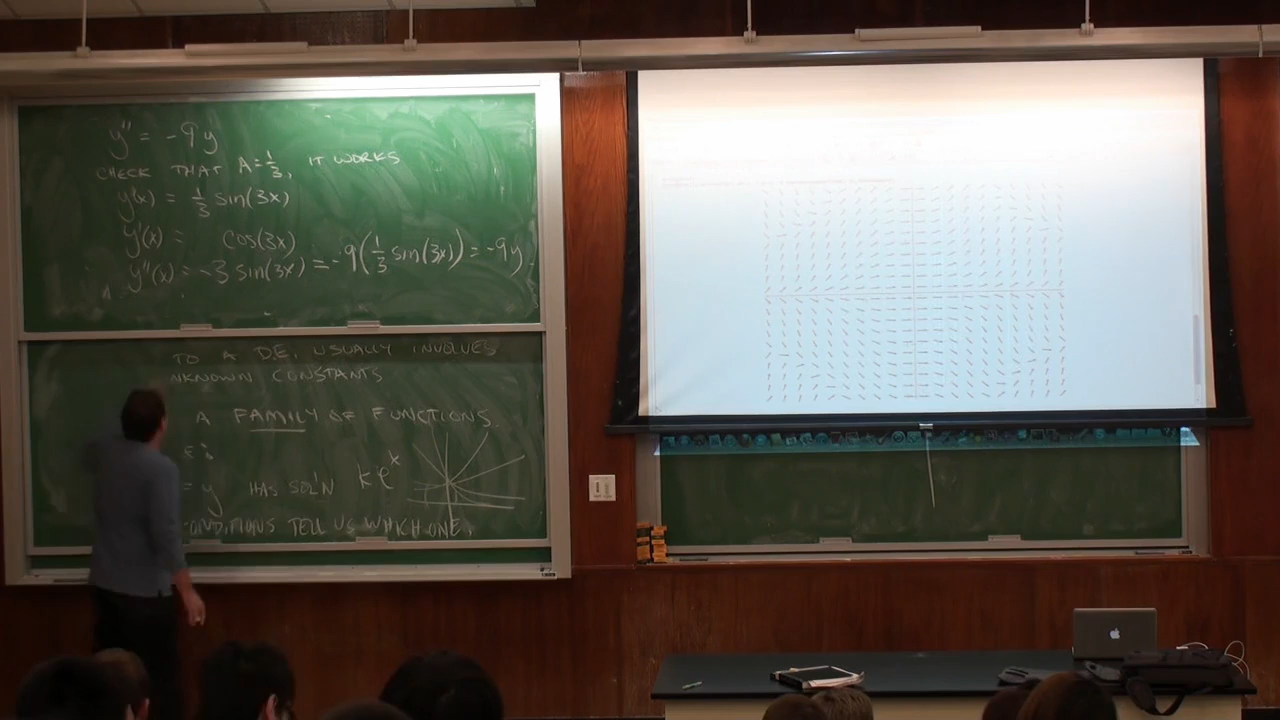 y'' = -9y
CHECK THAT A=1/3, IT WORKS
y(x) = 1/3 sin(3x)
y'(x) = cos(3x)
y''(x) = -3 sin(3x) = -9(1/3 sin(3x)) = -9y
TO A D.E. USUALLY INVOLVES
NKNOWN CONSTANTS
A FAMILY OF FUNCTIONS.
= y HAS SOL'N ke^x
ONDITIONS TELL US WHICH ONE.